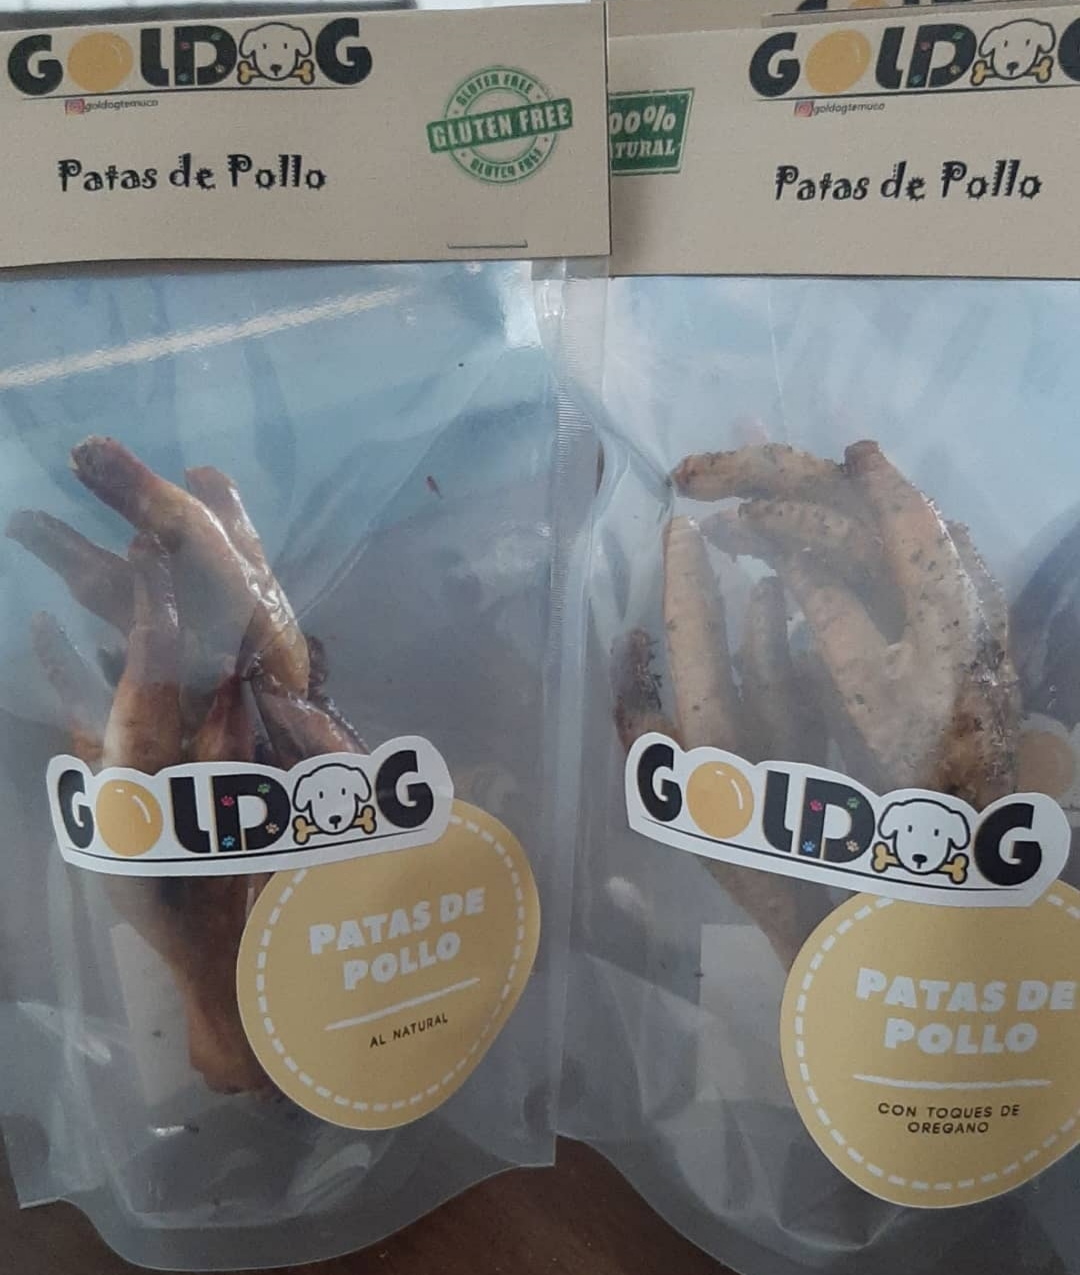 GOLDOG
goldogtemuco
Patas de Pollo
GLUTEN FREE
GLUTEN FREE
GLUTEN FREE
GOLDOG
PATAS DE
POLLO
AL NATURAL
00%
TURAL
GOLDOG
goldogtemuco
Patas de Pollo
GOLDOG
PATAS DE
POLLO
CON TOQUES DE
OREGANO